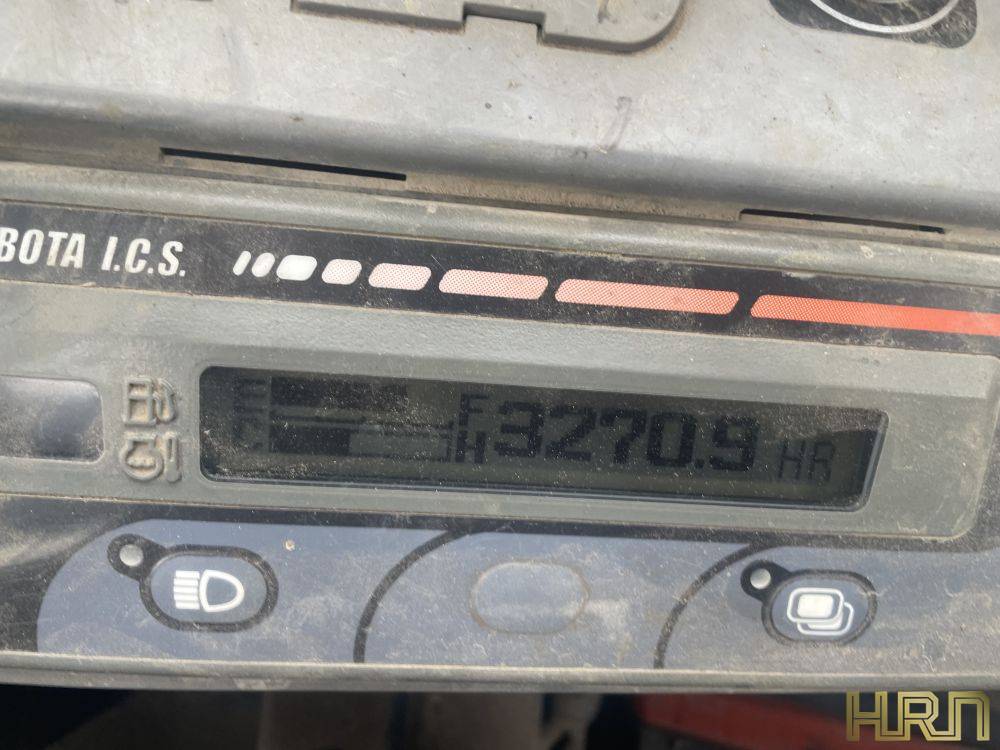 BOTA I.C.S.
E F
C H 3270.9 HR
HRN